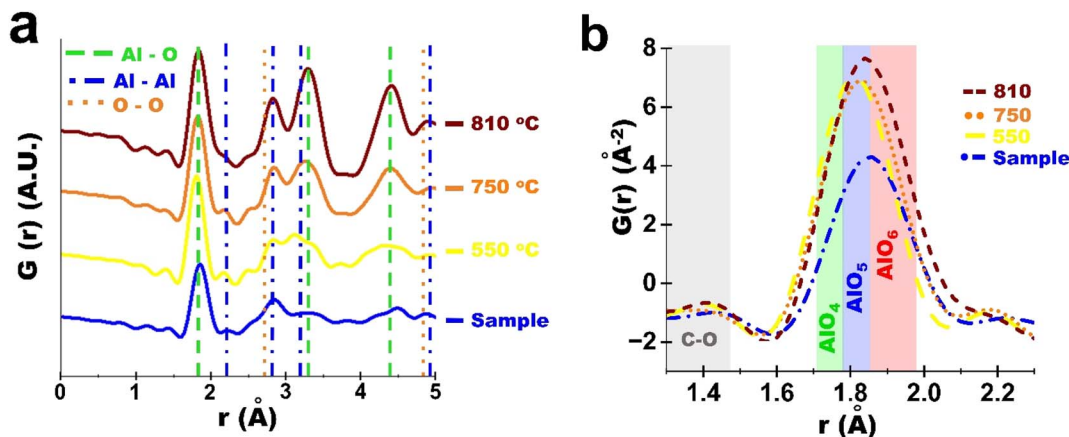 a
Al - O
Al - Al
O - O
810 °C
750 °C
550 °C
Sample
G (r) (A.U.)
0 1 2 3 4 5
r (Å)
b
8
6
4
2
0
−2
G(r) (Å⁻²)
810
750
550
Sample
C-O
AlO₄
AlO₅
AlO₆
1.4 1.6 1.8 2.0 2.2
r (Å)